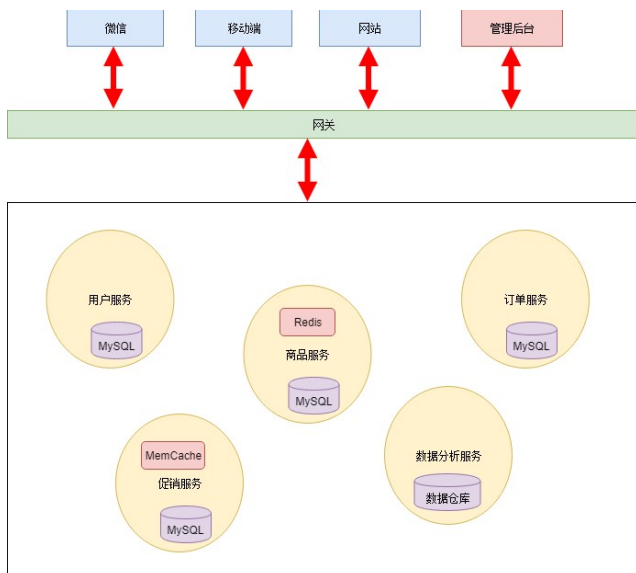 微信
移动端
网站
管理后台
网关
用户服务
MySQL
Redis
商品服务
MySQL
订单服务
MySQL
MemCache
促销服务
MySQL
数据分析服务
数据仓库